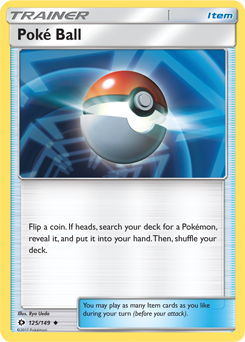 TRAINER Item
Poké Ball
Flip a coin. If heads, search your deck for a Pokémon,
reveal it, and put it into your hand. Then, shuffle your
deck.
Illus. Ryo Ueda
125/149
©2017 Pokémon
You may play as many Item cards as you like
during your turn (before your attack).